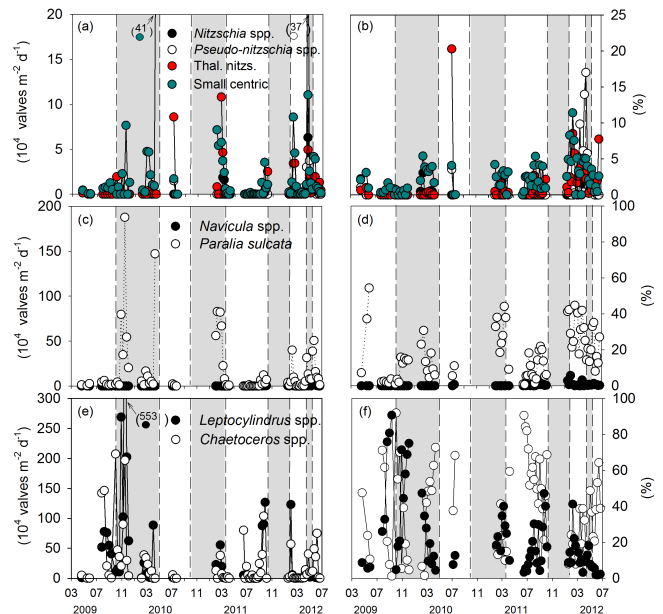 (a)
(41)
(37)
Nitzschia spp.
Pseudo-nitzschia spp.
Thal. nitzs.
Small centric
(10⁴ valves m⁻² d⁻¹)
20
15
10
5
0
(b)
25
20
15
10
5
0
(%)
(c)
Navicula spp.
Paralia sulcata
(10⁴ valves m⁻² d⁻¹)
200
150
100
50
0
(d)
100
80
60
40
20
0
(%)
(e)
(553)
Leptocylindrus spp.
Chaetoceros spp.
(10⁴ valves m⁻² d⁻¹)
300
250
200
150
100
50
0
(f)
100
80
60
40
20
0
(%)
03 07 11 03 07 11 03 07 11 03 07
2009 2010 2011 2012
03 07 11 03 07 11 03 07 11 03 07
2009 2010 2011 2012